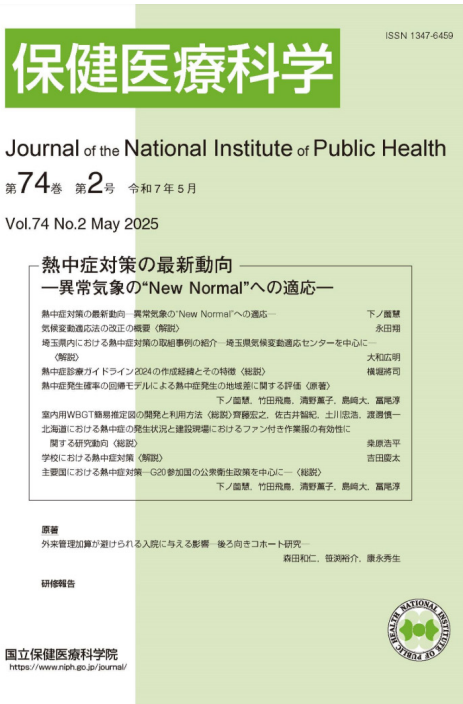 ISSN 1347-6459
保健医療科学
Journal of the National Institute of Public Health
第74巻 第2号 令和7年5月
Vol.74 No.2 May 2025
熱中症対策の最新動向
―異常気象の“New Normal”への適応―
熱中症対策の最新動向―異常気象の“New Normal”への適応― 下ノ薗慧
気候変動適応法の改正の概要〈解説〉 永田翔
埼玉県内における熱中症対策の取組事例の紹介―埼玉県気候変動適応センターを中心に―
〈解説〉 大和広明
熱中症診療ガイドライン2024の作成経緯とその特徴〈総説〉 横堀將司
熱中症発生確率の回帰モデルによる熱中症発生の地域差に関する評価〈原著〉
下ノ薗慧, 竹田飛鳥, 清野薫子, 島﨑大, 冨尾淳
室内用WBGT簡易推定図の開発と利用方法〈総説〉 齊藤宏之, 佐古井智紀, 土川忠浩, 渡邊慎一
北海道における熱中症の発生状況と建設現場におけるファン付き作業服の有効性に
関する研究動向〈総説〉 桒原浩平
学校における熱中症対策〈解説〉 吉田慶太
主要国における熱中症対策―G20参加国の公衆衛生政策を中心に―〈総説〉
下ノ薗慧, 竹田飛鳥, 清野薫子, 島﨑大, 冨尾淳
原著
外来管理加算が避けられる入院に与える影響―後ろ向きコホート研究―
森田和仁, 笹渕裕介, 康永秀生
研修報告
NATIONAL INSTITUTE OF PUBLIC HEALTH
国立保健医療科学院
https://www.niph.go.jp/journal/